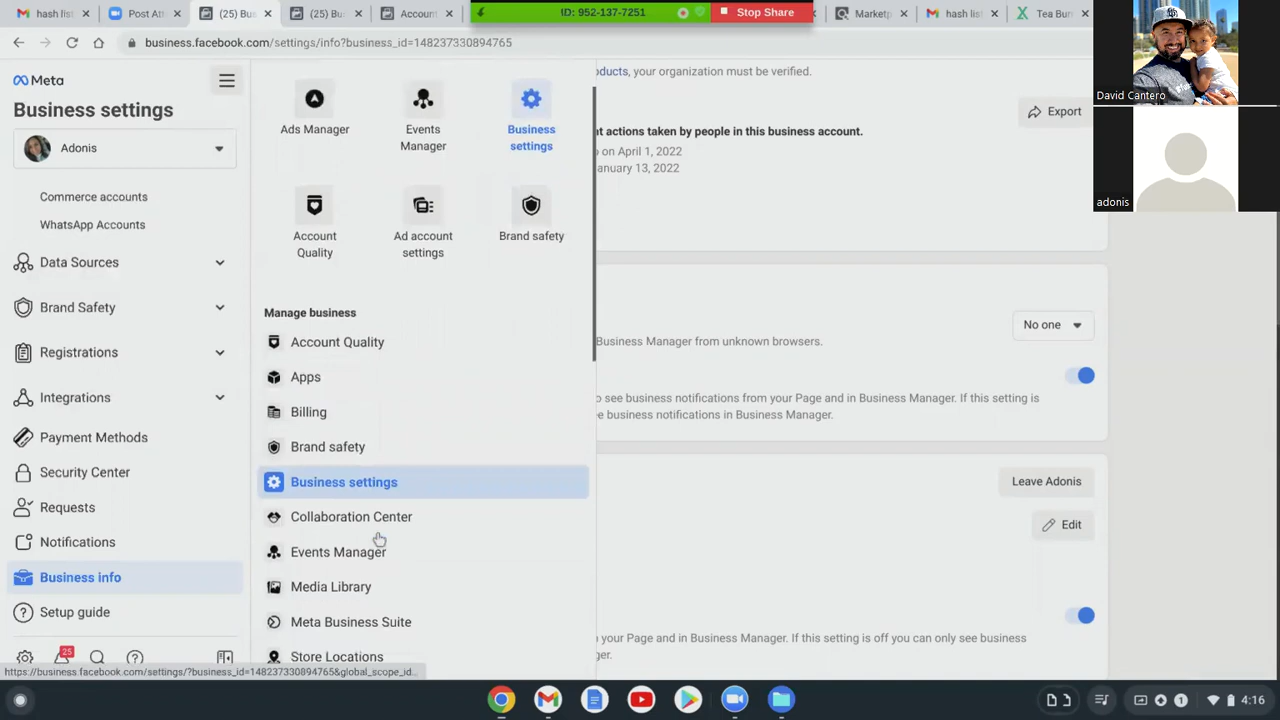 (25) Bus
Post Att
(25) Bu
Account
ID: 952-137-7251
Stop Share
Marketp
hash list
Tea Bur
business.facebook.com/settings/info?business_id=148237330894765
Meta
Business settings
Adonis
Commerce accounts
WhatsApp Accounts
Data Sources
Brand Safety
Registrations
Integrations
Payment Methods
Security Center
Requests
Notifications
Business info
Setup guide
25
https://business.facebook.com/settings/?business_id=148237330894765&global_scope_id...
Ads Manager
Events
Manager
Business
settings
Account
Quality
Ad account
settings
Brand safety
Manage business
Account Quality
Apps
Billing
Brand safety
Business settings
Collaboration Center
Events Manager
Media Library
Meta Business Suite
Store Locations
oducts, your organization must be verified.
Export
nt actions taken by people in this business account.
o on April 1, 2022
anuary 13, 2022
No one
Business Manager from unknown browsers.
o see business notifications from your Page and in Business Manager. If this setting is
ee business notifications in Business Manager.
Leave Adonis
Edit
your Page and in Business Manager. If this setting is off you can only see business
ger.
David Cantero
adonis
1
4:16